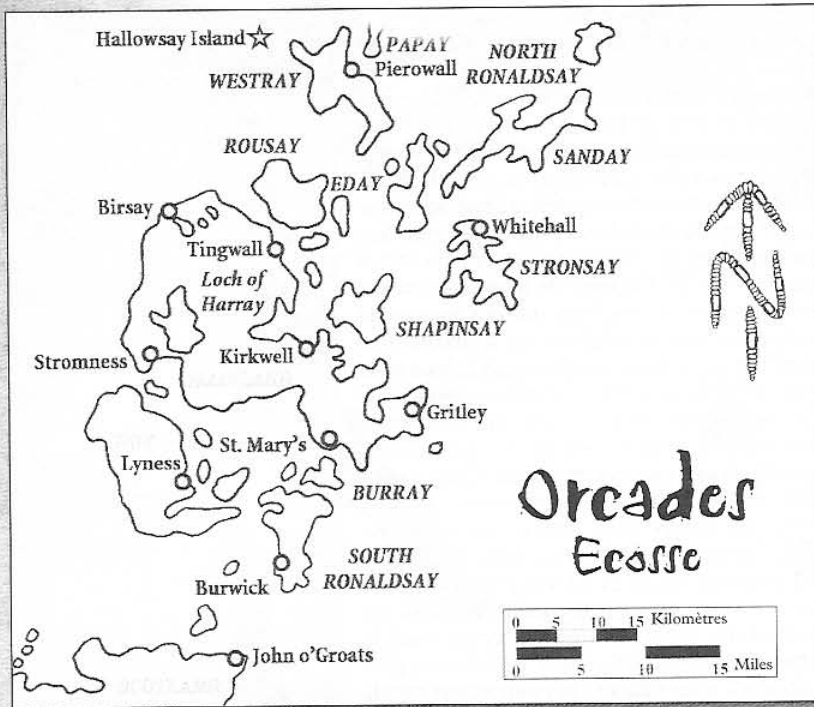 Hallowsay Island
PAPAY
Pierowall
WESTRAY
NORTH
RONALDSAY
ROUSAY
EDAY
SANDAY
Birsay
Tingwall
Whitehall
Loch of
Harray
STRONSAY
SHAPINSAY
Stromness
Kirkwell
Gritley
St. Mary's
Lyness
BURRAY
Orcades
Ecosse
SOUTH
RONALDSAY
Burwick
John o'Groats
0 5 10 15 Kilomètres
0 5 10 15 Miles
N